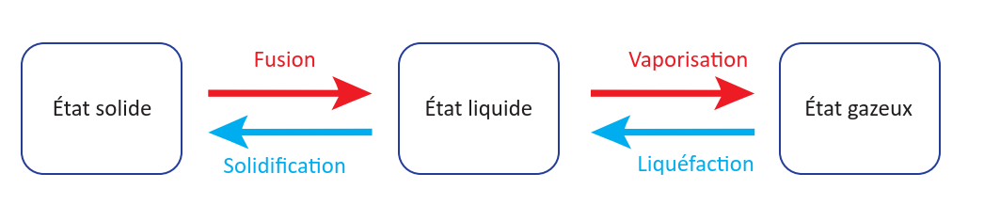 Fusion
Vaporisation
État solide
État liquide
État gazeux
Solidification
Liquéfaction